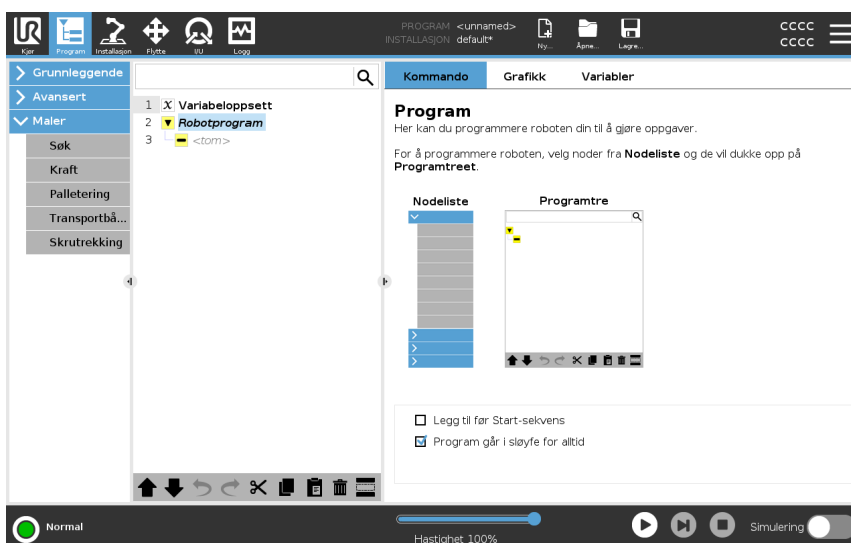 PROGRAM <unnamed>
INSTALLASJON default*
cccc
cccc
Kjør Program Installasjon Flytte I/U Logg
Ny... Åpne... Lagre...
Grunnleggende
Avansert
Maler
Søk
Kraft
Palletering
Transportbå...
Skrutrekking
1 X Variabeloppsett
2 Robotprogram
3 <tom>
Kommando Grafikk Variabler
Program
Her kan du programmere roboten din til å gjøre oppgaver.
For å programmere roboten, velg noder fra Nodeliste og de vil dukke opp på
Programtreet.
Nodeliste Programtre
Legg til før Start-sekvens
Program går i sløyfe for alltid
Normal
Hastighet 100%
Simulering